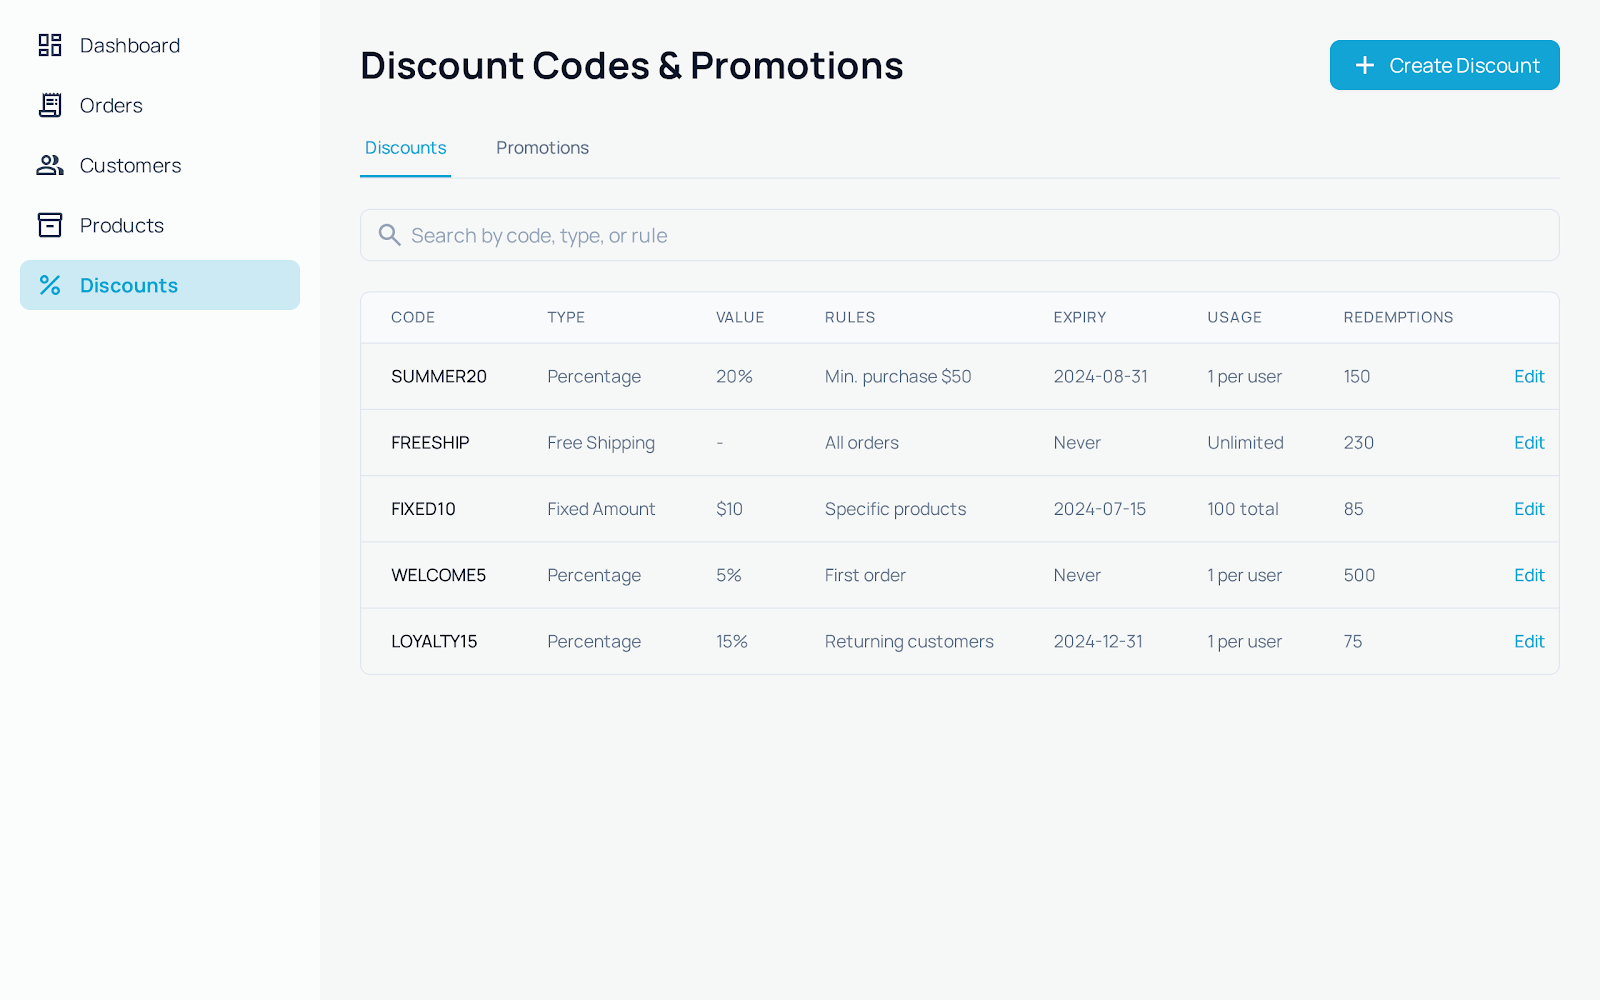 Dashboard
Orders
Customers
Products
Discounts
Discount Codes & Promotions
Create Discount
Discounts Promotions
Search by code, type, or rule
CODE TYPE VALUE RULES EXPIRY USAGE REDEMPTIONS
SUMMER20 Percentage 20% Min. purchase $50 2024-08-31 1 per user 150 Edit
FREESHIP Free Shipping - All orders Never Unlimited 230 Edit
FIXED10 Fixed Amount $10 Specific products 2024-07-15 100 total 85 Edit
WELCOME5 Percentage 5% First order Never 1 per user 500 Edit
LOYALTY15 Percentage 15% Returning customers 2024-12-31 1 per user 75 Edit